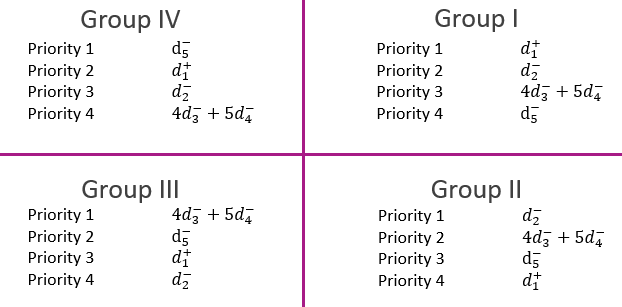 Group IV
Priority 1 d₅⁻
Priority 2 d₁⁺
Priority 3 d₂⁻
Priority 4 4d₃⁻ + 5d₄⁻
Group I
Priority 1 d₁⁺
Priority 2 d₂⁻
Priority 3 4d₃⁻ + 5d₄⁻
Priority 4 d₅⁻
Group III
Priority 1 4d₃⁻ + 5d₄⁻
Priority 2 d₅⁻
Priority 3 d₁⁺
Priority 4 d₂⁻
Group II
Priority 1 d₂⁻
Priority 2 4d₃⁻ + 5d₄⁻
Priority 3 d₅⁻
Priority 4 d₁⁺